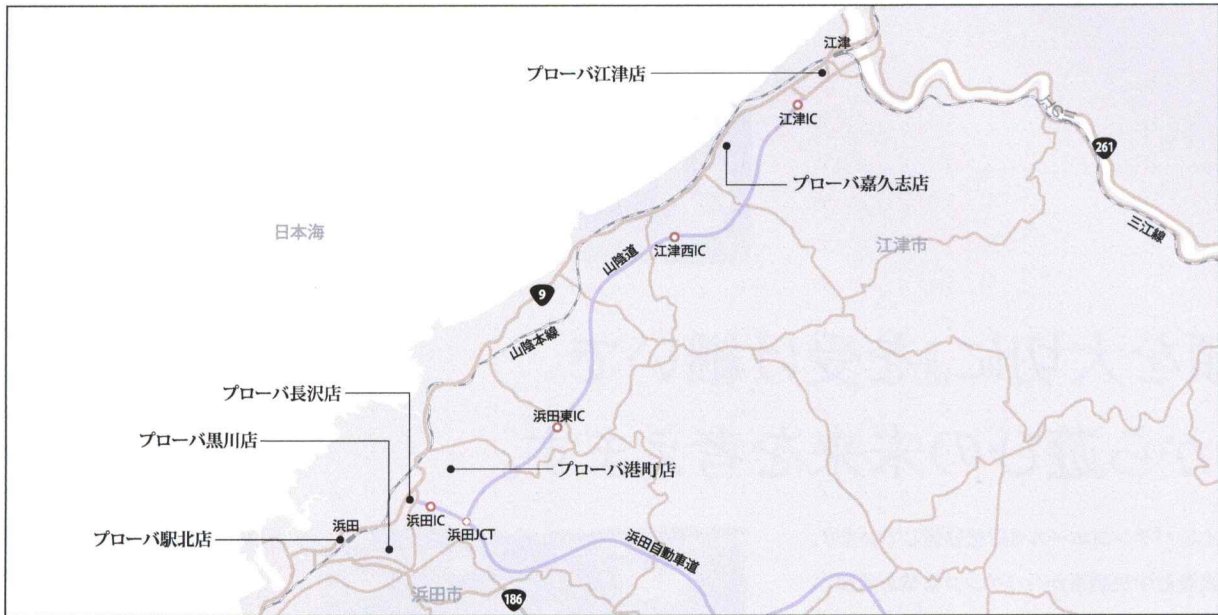 江津
プローバ江津店
江津IC
江の川
261
プローバ嘉久志店
三江線
日本海
江津市
江津西IC
山陰道
9
山陰本線
プローバ長沢店
浜田東IC
プローバ黒川店
プローバ港町店
浜田IC
浜田
浜田JCT
プローバ駅北店
浜田自動車道
浜田市
186